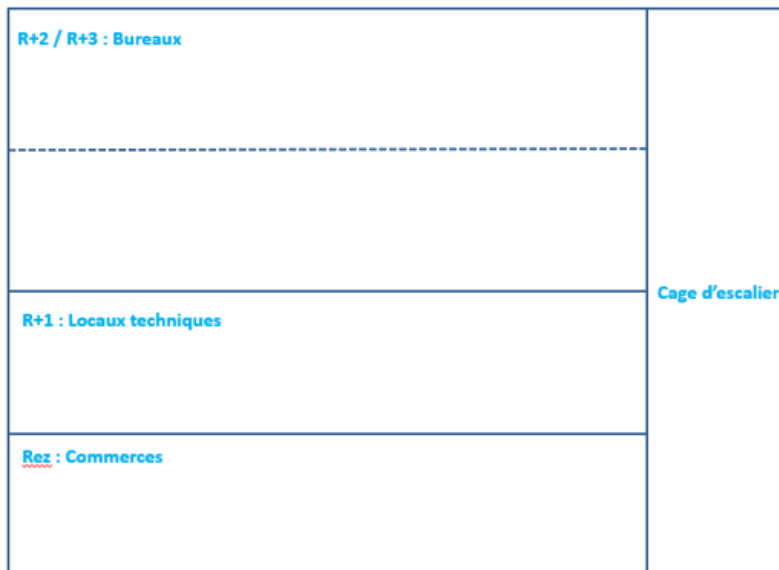 R+2 / R+3 : Bureaux
Cage d'escalier
R+1 : Locaux techniques
Rez : Commerces